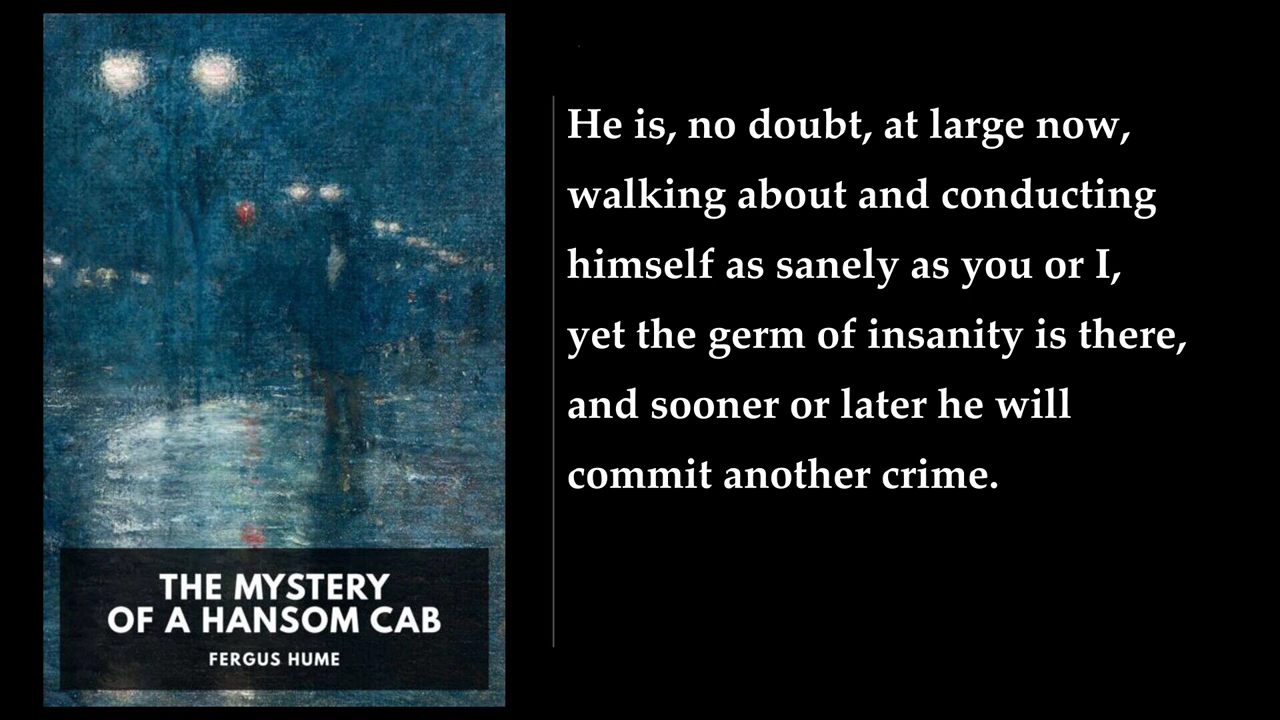 He is, no doubt, at large now,
walking about and conducting
himself as sanely as you or I,
yet the germ of insanity is there,
and sooner or later he will
commit another crime.
THE MYSTERY
OF A HANSOM CAB
FERGUS HUME